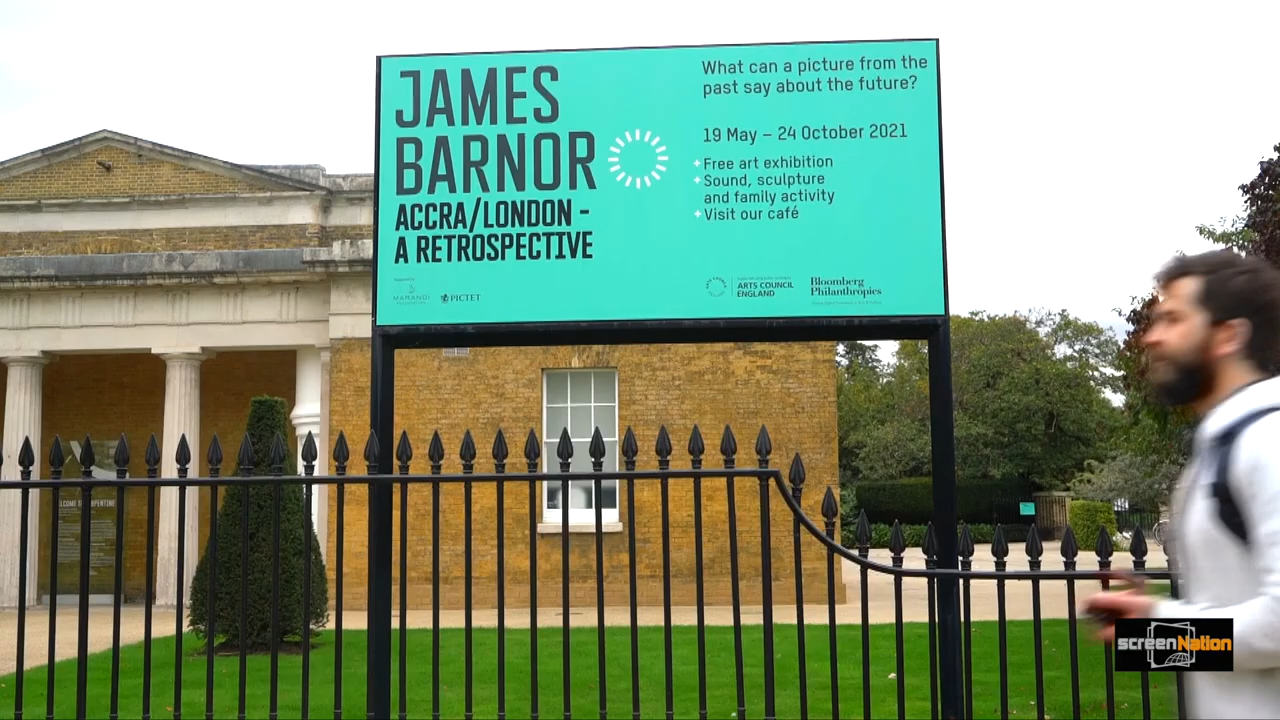 JAMES
BARNOR
ACCRA/LONDON -
A RETROSPECTIVE
What can a picture from the
past say about the future?
19 May – 24 October 2021
+ Free art exhibition
+ Sound, sculpture
and family activity
+ Visit our café
Supported by
PICTET
ARTS COUNCIL
ENGLAND
Bloomberg
Philanthropies
screenNation